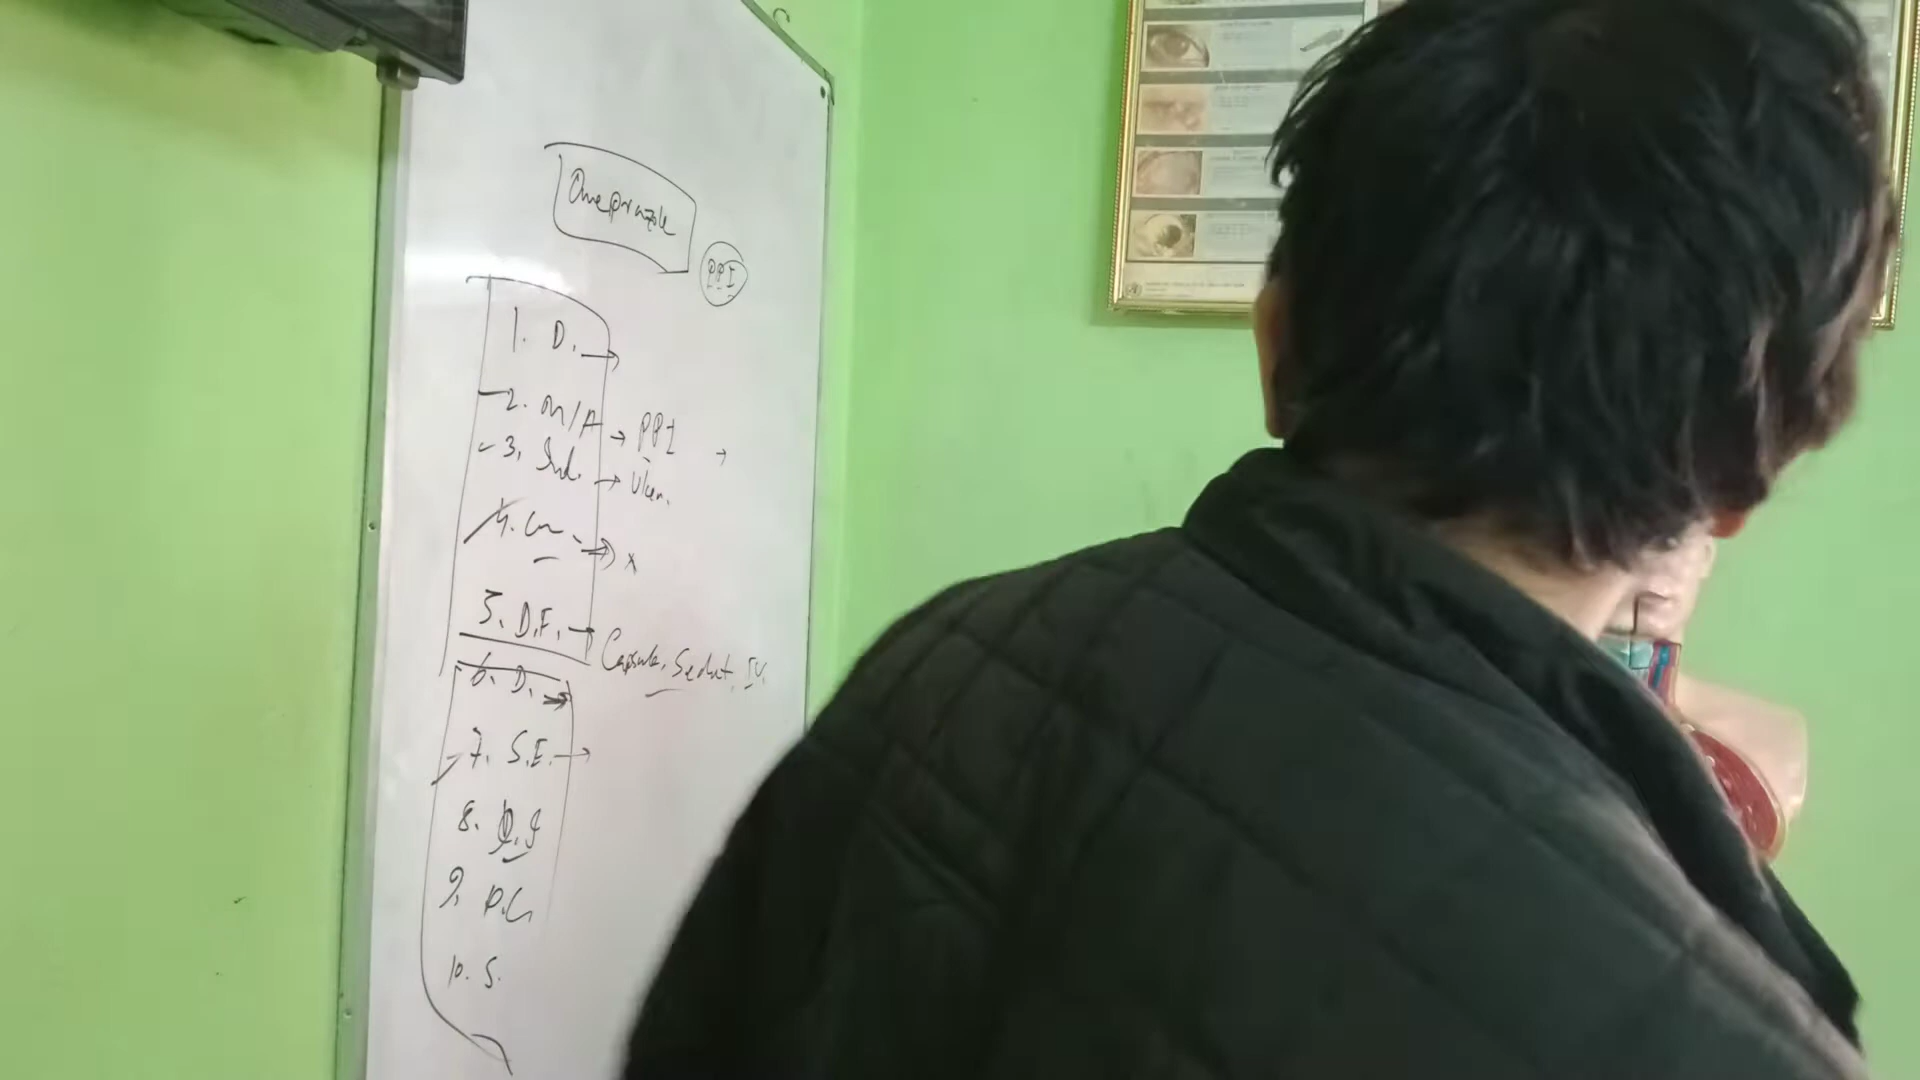 Omeprazole
PPI
1. D. →
2. M/A → PPI →
3. Ind. → Ulcer.
4. → x
5. D.F. → Capsule, Sachet, IV.
6. D. →
7. S.E. →
8. D.I
9. P.C.
10. S.